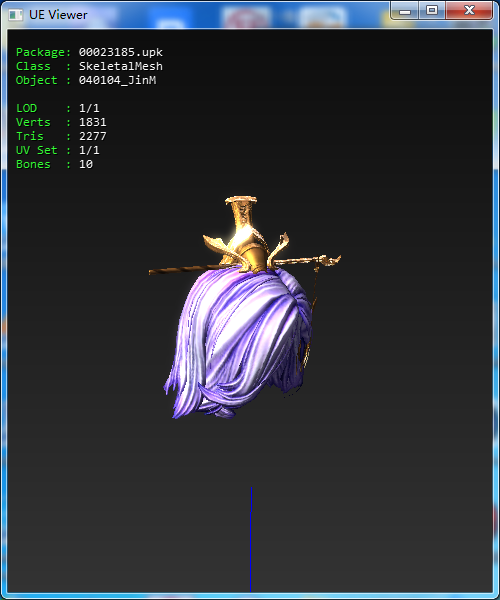 UE Viewer
Package: 00023185.upk
Class : SkeletalMesh
Object : 040104_JinM
LOD : 1/1
Verts : 1831
Tris : 2277
UV Set : 1/1
Bones : 10